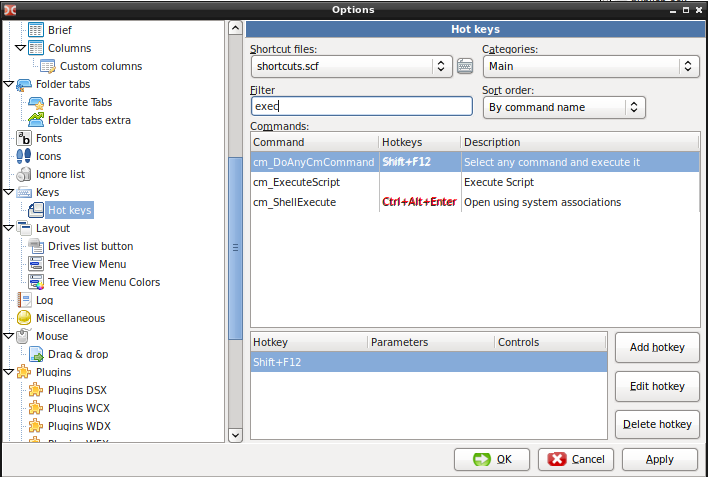 Options
Brief
Columns
Custom columns
Folder tabs
Favorite Tabs
Folder tabs extra
Fonts
Icons
Ignore list
Keys
Hot keys
Layout
Drives list button
Tree View Menu
Tree View Menu Colors
Log
Miscellaneous
Mouse
Drag & drop
Plugins
Plugins DSX
Plugins WCX
Plugins WDX
Hot keys
Shortcut files: Categories:
shortcuts.scf Main
Filter Sort order:
exec By command name
Commands:
Command Hotkeys Description
cm_DoAnyCmCommand Shift+F12 Select any command and execute it
cm_ExecuteScript Execute Script
cm_ShellExecute Ctrl+Alt+Enter Open using system associations
Hotkey Parameters Controls
Shift+F12
Add hotkey
Edit hotkey
Delete hotkey
OK Cancel Apply